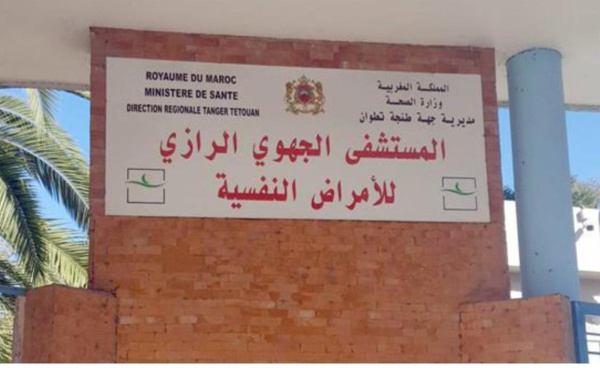 ROYAUME DU MAROC
MINISTERE DE SANTE
DIRECTION REGIONALE TANGER TETOUAN
المملكة المغربية
وزارة الصحة
مديرية جهة طنجة تطوان
المستشفى الجهوي الرازي
للأمراض النفسية